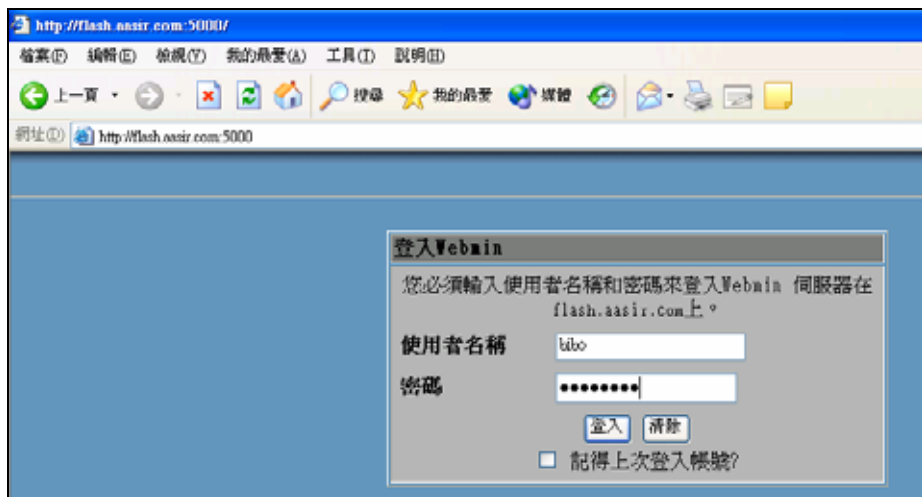 http://flash.aasir.com:5000/
檔案(F) 編輯(E) 檢視(V) 我的最愛(A) 工具(T) 說明(H)
上一頁 搜尋 我的最愛 媒體
網址(D) http://flash.aasir.com:5000
登入Webmin
您必須輸入使用者名稱和密碼來登入Webmin 伺服器在
flash.aasir.com上。
使用者名稱 bibo
密碼 ••••••••
登入 清除
記得上次登入帳號?